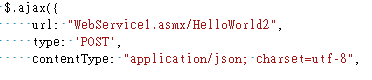 $.ajax({
url: "WebService1.asmx/HelloWorld2",
type: 'POST',
contentType: "application/json; charset=utf-8",